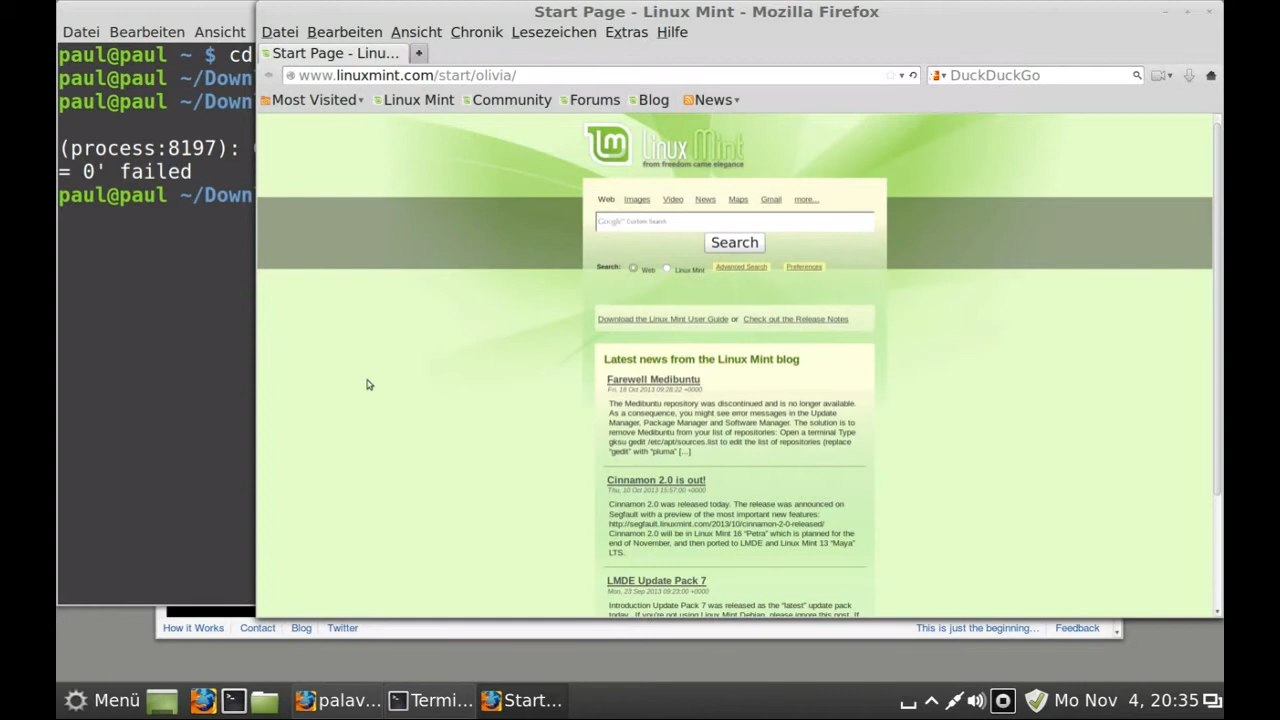 Start Page - Linux Mint - Mozilla Firefox
Datei Bearbeiten Ansicht
Datei Bearbeiten Ansicht Chronik Lesezeichen Extras Hilfe
paul@paul ~ $ cd
Start Page - Linu...
paul@paul ~/Down
www.linuxmint.com/start/olivia/
DuckDuckGo
paul@paul ~/Down
Most Visited Linux Mint Community Forums Blog News
(process:8197):
= 0' failed
paul@paul ~/Down
Linux Mint
from freedom came elegance
Web Images Video News Maps Gmail more...
Google™ Custom Search
Search
Search: Web Linux Mint Advanced Search Preferences
Download the Linux Mint User Guide or Check out the Release Notes
Latest news from the Linux Mint blog
Farewell Medibuntu
Fri, 18 Oct 2013 09:28:22 +0000
The Medibuntu repository was discontinued and is no longer available.
As a consequence, you might see error messages in the Update
Manager, Package Manager and Software Manager. The solution is to
remove Medibuntu from your list of repositories: Open a terminal Type
gksu gedit /etc/apt/sources.list to edit the list of repositories (replace
"gedit" with "pluma" [...]
Cinnamon 2.0 is out!
Thu, 10 Oct 2013 15:57:00 +0000
Cinnamon 2.0 was released today. The release was announced on
Segfault with a preview of the most important new features:
http://segfault.linuxmint.com/2013/10/cinnamon-2-0-released/
Cinnamon 2.0 will be in Linux Mint 16 "Petra" which is planned for the
end of November, and then ported to LMDE and Linux Mint 13 "Maya"
LTS.
LMDE Update Pack 7
Mon, 23 Sep 2013 09:23:00 +0000
Introduction Update Pack 7 was released as the "latest" update pack
today. If you're not using Linux Mint Debian, please ignore this post. If
How it Works Contact Blog Twitter This is just the beginning... Feedback
Menü palav... Termi... Start... Mo Nov 4, 20:35